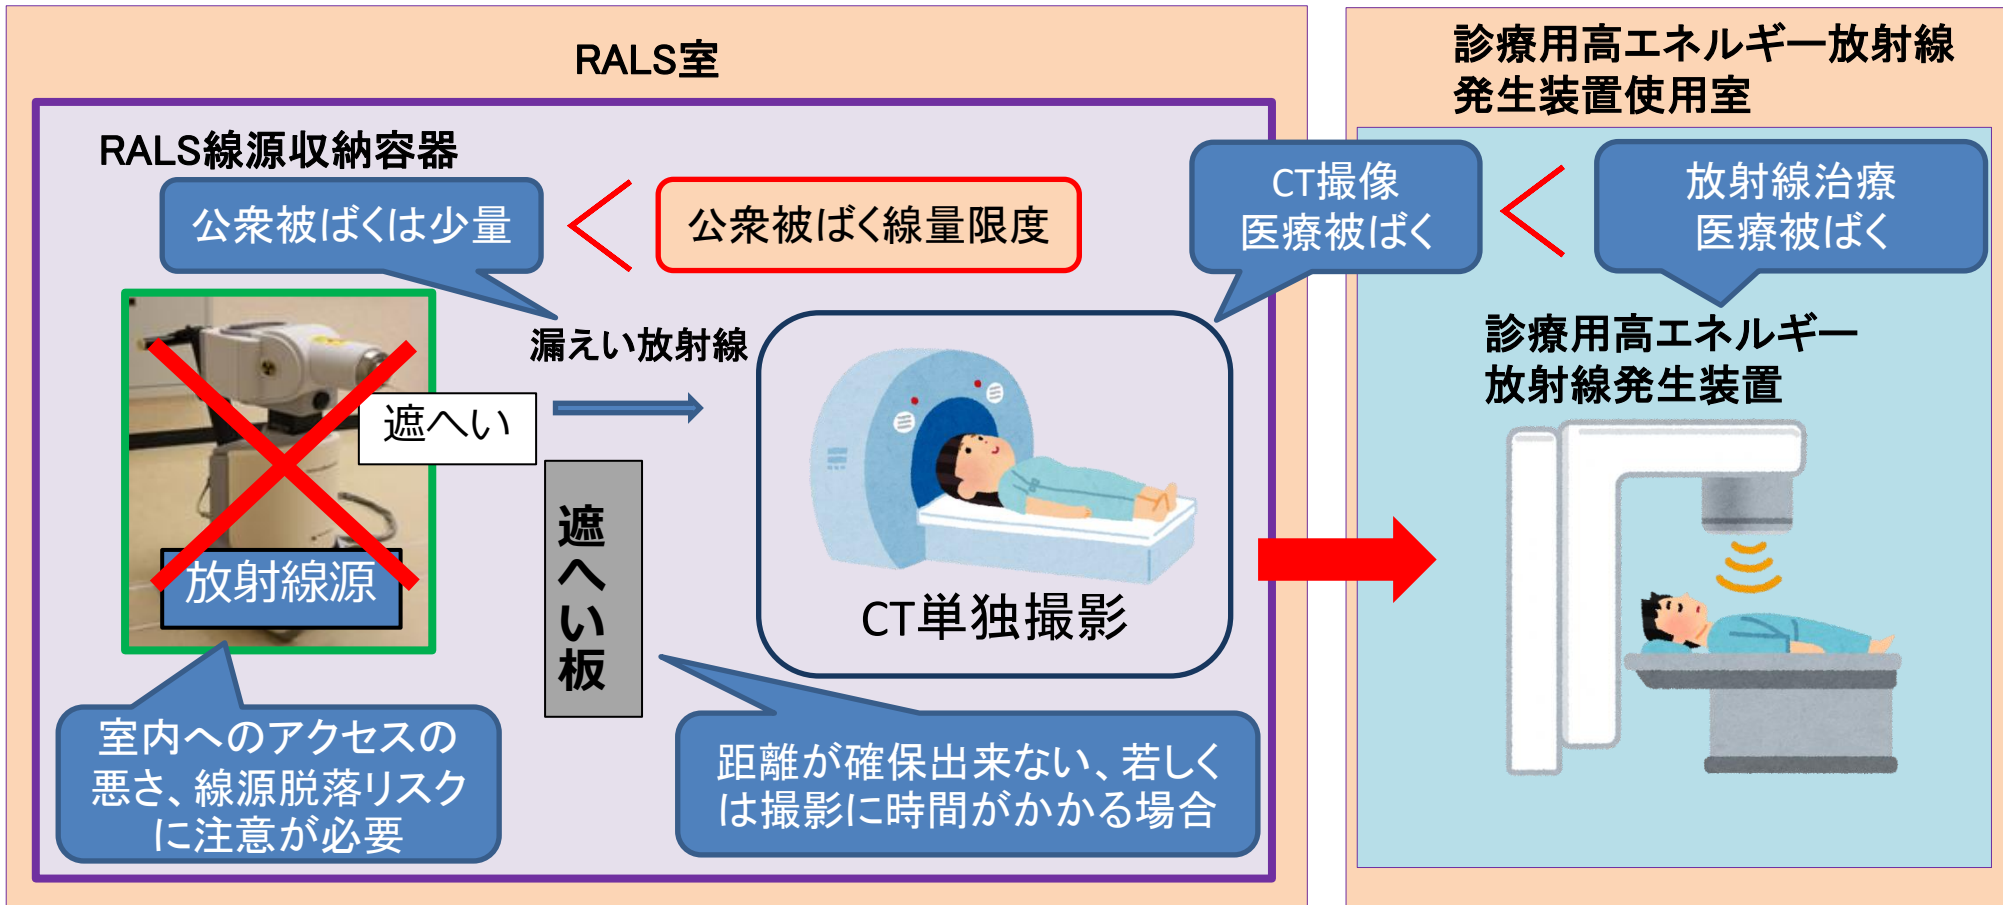 RALS室
RALS線源収納容器
公衆被ばくは少量
公衆被ばく線量限度
漏えい放射線
遮へい
遮へい板
放射線源
室内へのアクセスの
悪さ、線源脱落リスク
に注意が必要
CT単独撮影
距離が確保出来ない、若しく
は撮影に時間がかかる場合
CT撮像
医療被ばく
診療用高エネルギー放射線
発生装置使用室
放射線治療
医療被ばく
診療用高エネルギー
放射線発生装置